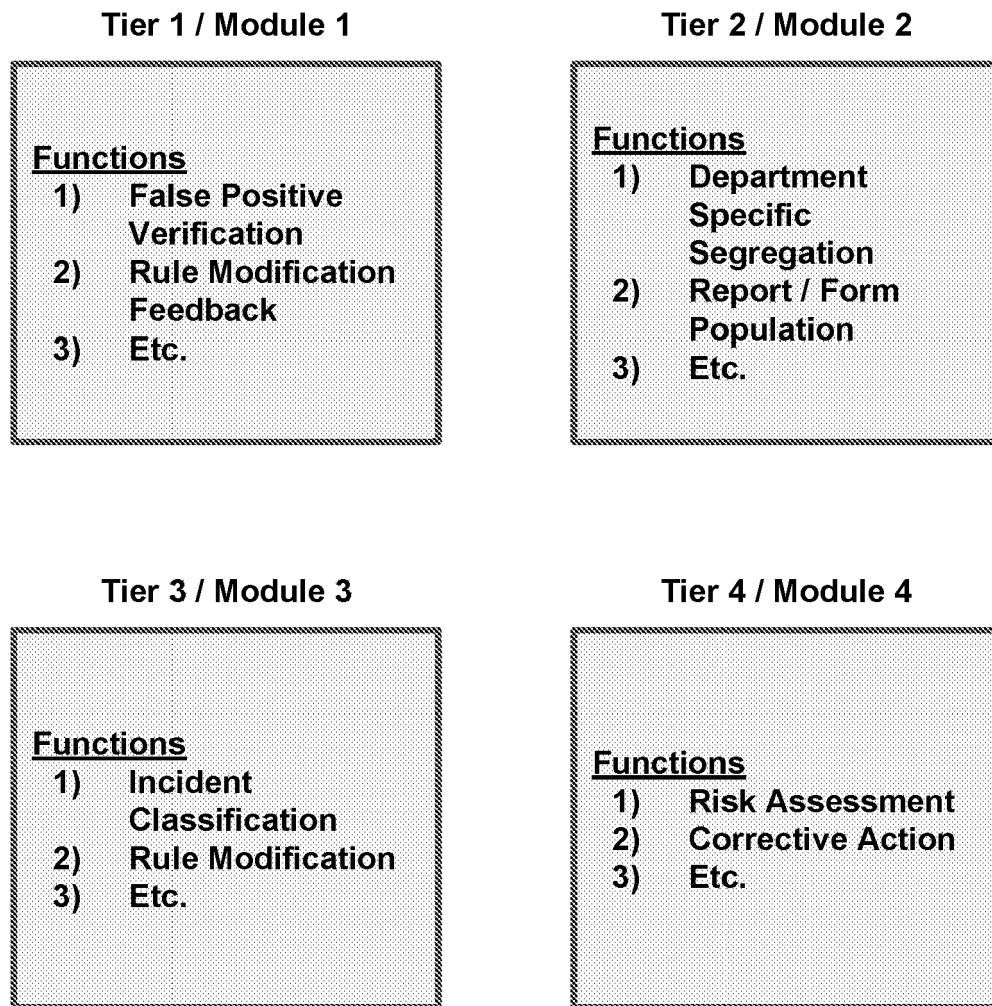 Tier 1 / Module 1
Functions
1) False Positive
Verification
2) Rule Modification
Feedback
3) Etc.
Tier 2 / Module 2
Functions
1) Department
Specific
Segregation
2) Report / Form
Population
3) Etc.
Tier 3 / Module 3
Functions
1) Incident
Classification
2) Rule Modification
3) Etc.
Tier 4 / Module 4
Functions
1) Risk Assessment
2) Corrective Action
3) Etc.